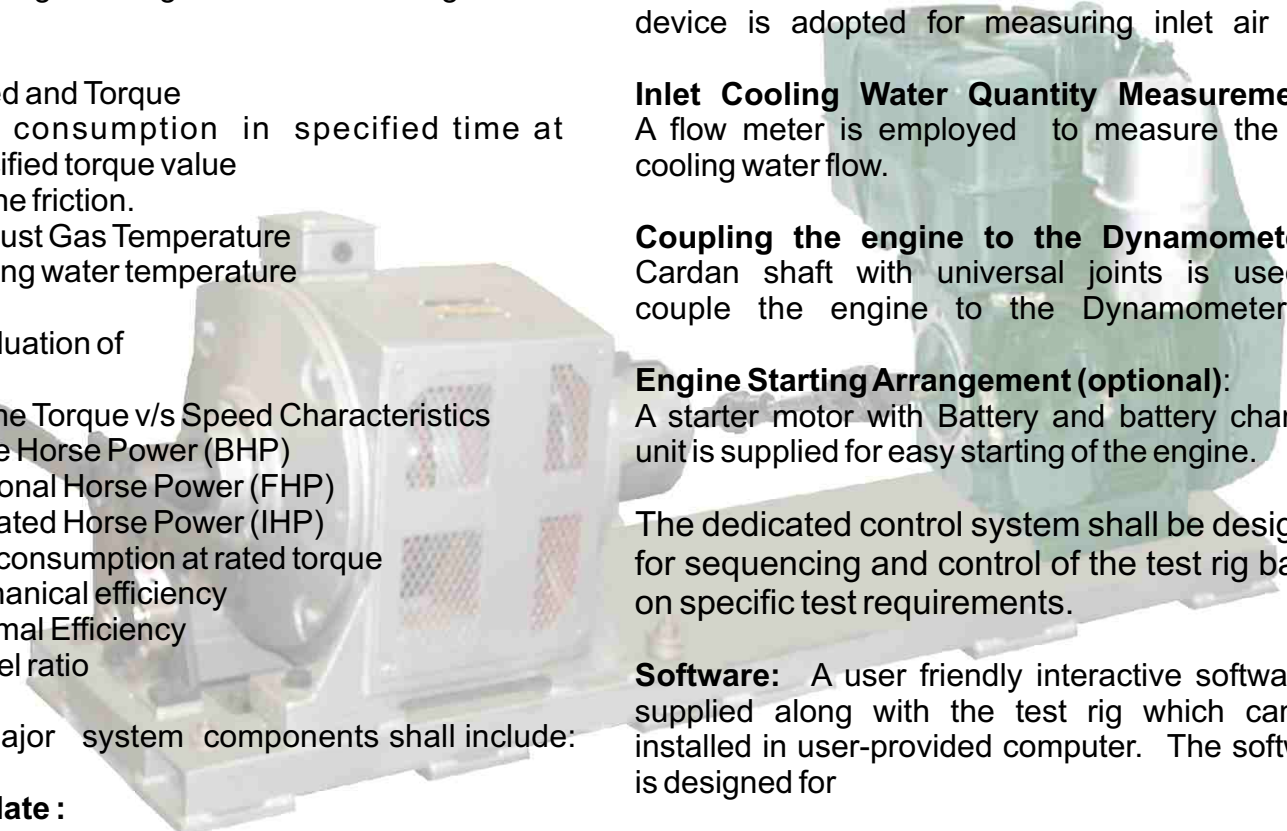 ed and Torque
consumption in specified time at
ified torque value
ne friction.
ust Gas Temperature
ng water temperature
luation of
ne Torque v/s Speed Characteristics
e Horse Power (BHP)
onal Horse Power (FHP)
ated Horse Power (IHP)
consumption at rated torque
hanical efficiency
mal Efficiency
el ratio
ajor system components shall include:
late :
device is adopted for measuring inlet air
Inlet Cooling Water Quantity Measureme
A flow meter is employed to measure the
cooling water flow.
Coupling the engine to the Dynamomet
Cardan shaft with universal joints is use
couple the engine to the Dynamometer
Engine Starting Arrangement (optional):
A starter motor with Battery and battery char
unit is supplied for easy starting of the engine.
The dedicated control system shall be desig
for sequencing and control of the test rig ba
on specific test requirements.
Software: A user friendly interactive softwa
supplied along with the test rig which can
installed in user-provided computer. The softw
is designed for